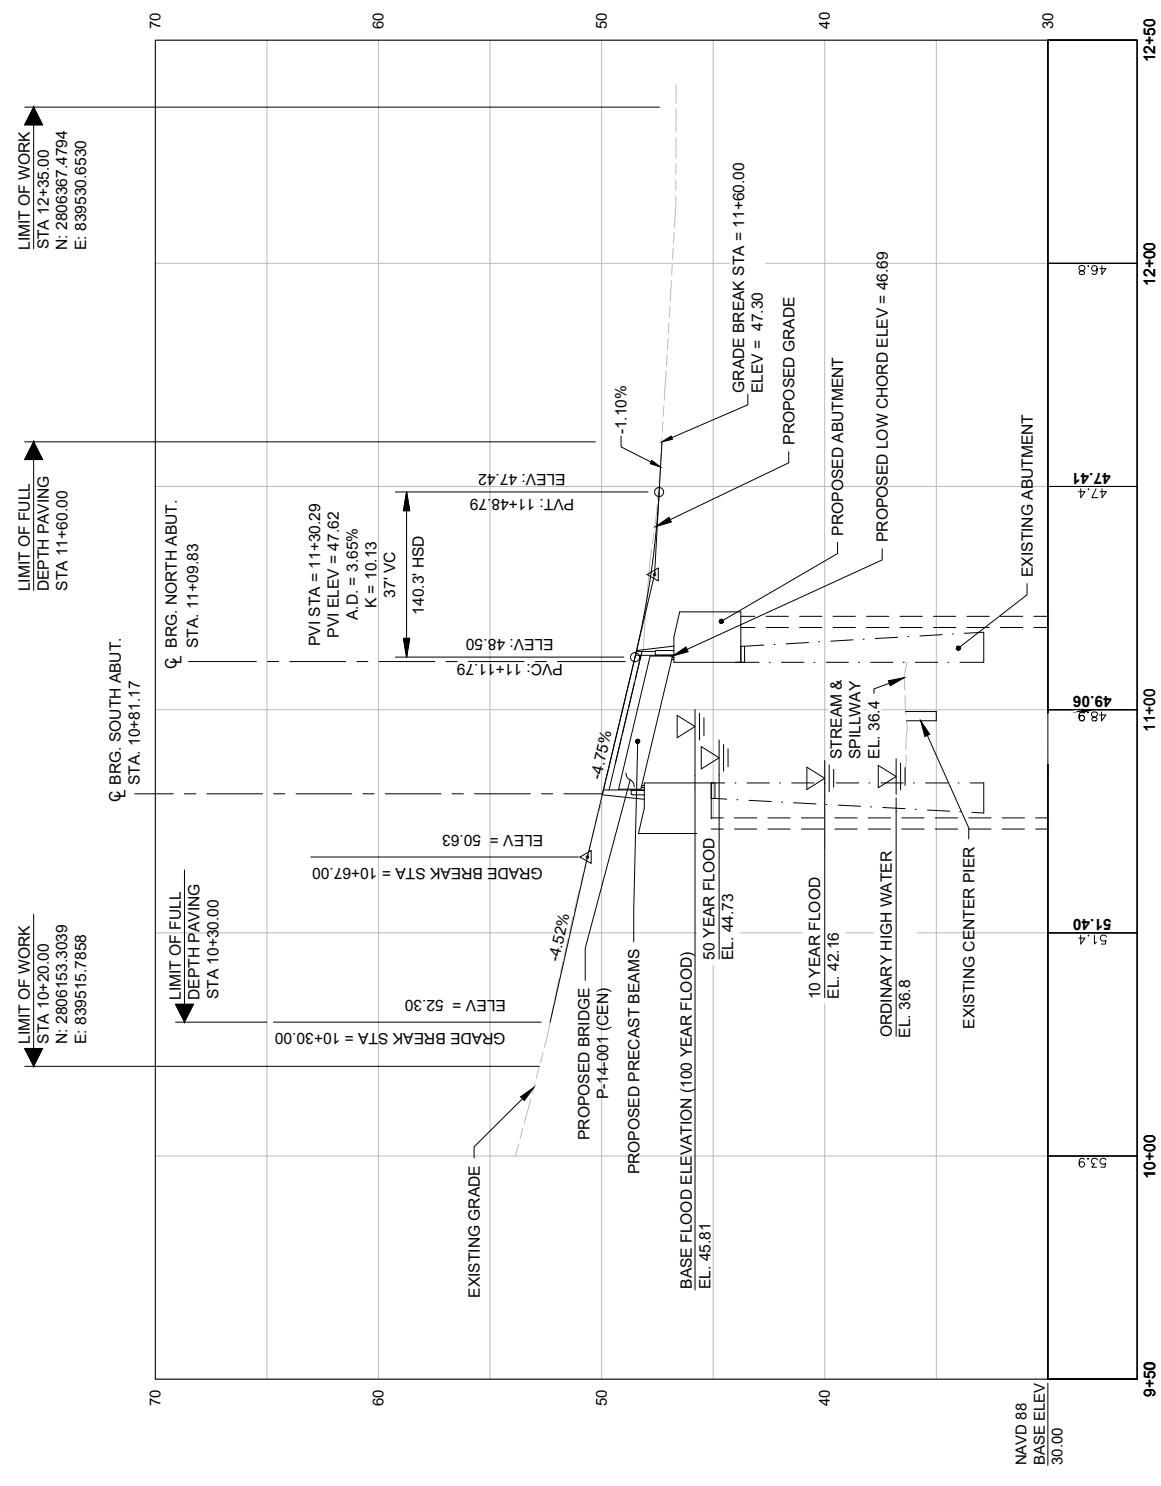 LIMIT OF WORK
STA 10+20.00
N: 2806153.3039
E: 839515.7858
LIMIT OF FULL
DEPTH PAVING
STA 10+30.00
℄ BRG. SOUTH ABUT.
STA. 10+81.17
℄ BRG. NORTH ABUT.
STA. 11+09.83
LIMIT OF FULL
DEPTH PAVING
STA 11+60.00
LIMIT OF WORK
STA 12+35.00
N: 2806367.4794
E: 839530.6530
70
60
50
40
70
60
50
40
30
GRADE BREAK STA = 10+30.00
ELEV = 52.30
GRADE BREAK STA = 10+67.00
ELEV = 50.63
-4.52%
-4.75%
PVI STA = 11+30.29
PVI ELEV = 47.62
A.D. = 3.65%
K = 10.13
37' VC
140.3' HSD
PVC: 11+11.79
ELEV: 48.50
PVT: 11+48.79
ELEV: 47.42
-1.10%
GRADE BREAK STA = 11+60.00
ELEV = 47.30
PROPOSED GRADE
PROPOSED ABUTMENT
PROPOSED LOW CHORD ELEV = 46.69
EXISTING ABUTMENT
EXISTING GRADE
PROPOSED BRIDGE
P-14-001 (CEN)
PROPOSED PRECAST BEAMS
BASE FLOOD ELEVATION (100 YEAR FLOOD)
EL. 45.81
50 YEAR FLOOD
EL. 44.73
10 YEAR FLOOD
EL. 42.16
ORDINARY HIGH WATER
EL. 36.8
STREAM &
SPILLWAY
EL. 36.4
EXISTING CENTER PIER
NAVD 88
BASE ELEV
30.00
53.9
51.4
51.40
48.9
49.06
47.4
47.41
46.8
9+50
10+00
11+00
12+00
12+50